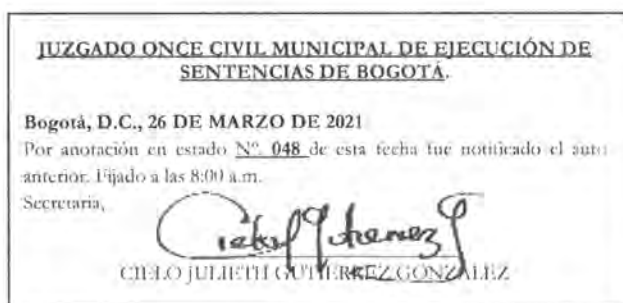 JUZGADO ONCE CIVIL MUNICIPAL DE EJECUCIÓN DE
SENTENCIAS DE BOGOTÁ.
Bogotá, D.C., 26 DE MARZO DE 2021
Por anotación en estado N°. 048 de esta fecha fue notificado el auto
anterior. Fijado a las 8:00 a.m.
Secretaria,
Cielo J Gutierrez G
CIELO JULIETH GUTIÉRREZ GONZÁLEZ